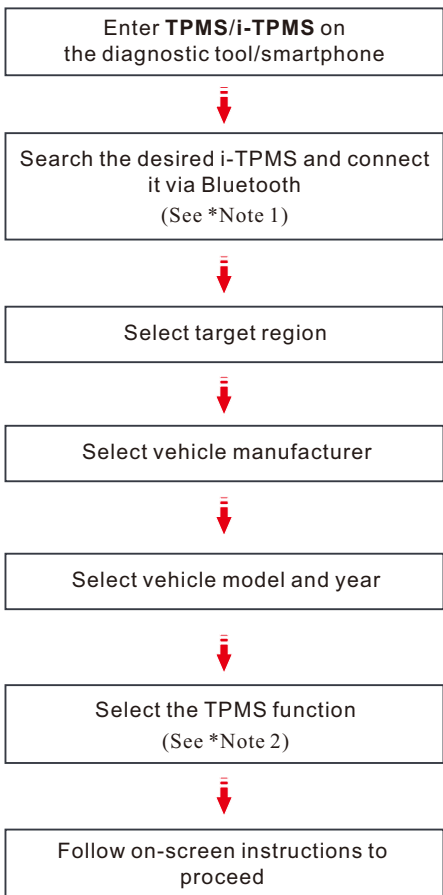 Enter TPMS/i-TPMS on
the diagnostic tool/smartphone
Search the desired i-TPMS and connect
it via Bluetooth
(See *Note 1)
Select target region
Select vehicle manufacturer
Select vehicle model and year
Select the TPMS function
(See *Note 2)
Follow on-screen instructions to
proceed